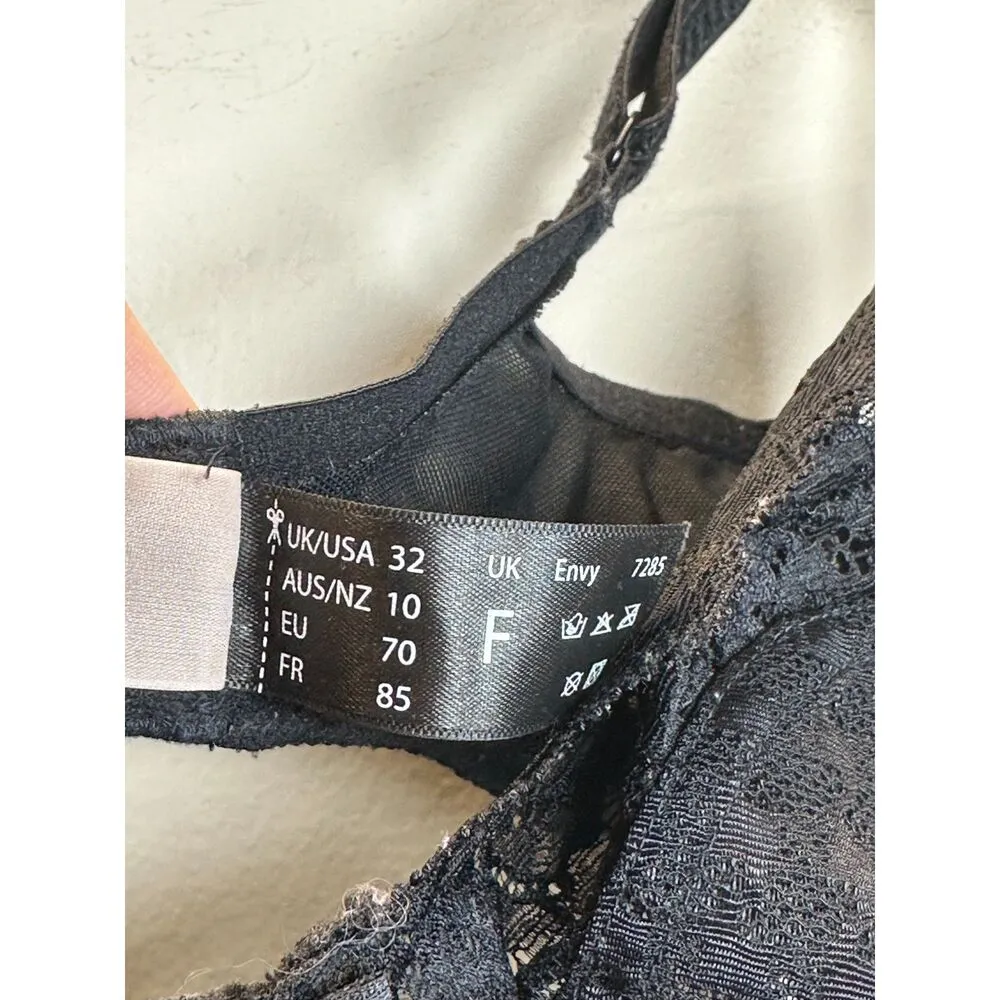 UK/USA 32
AUS/NZ 10
EU 70
FR 85
UK Envy 7285
F